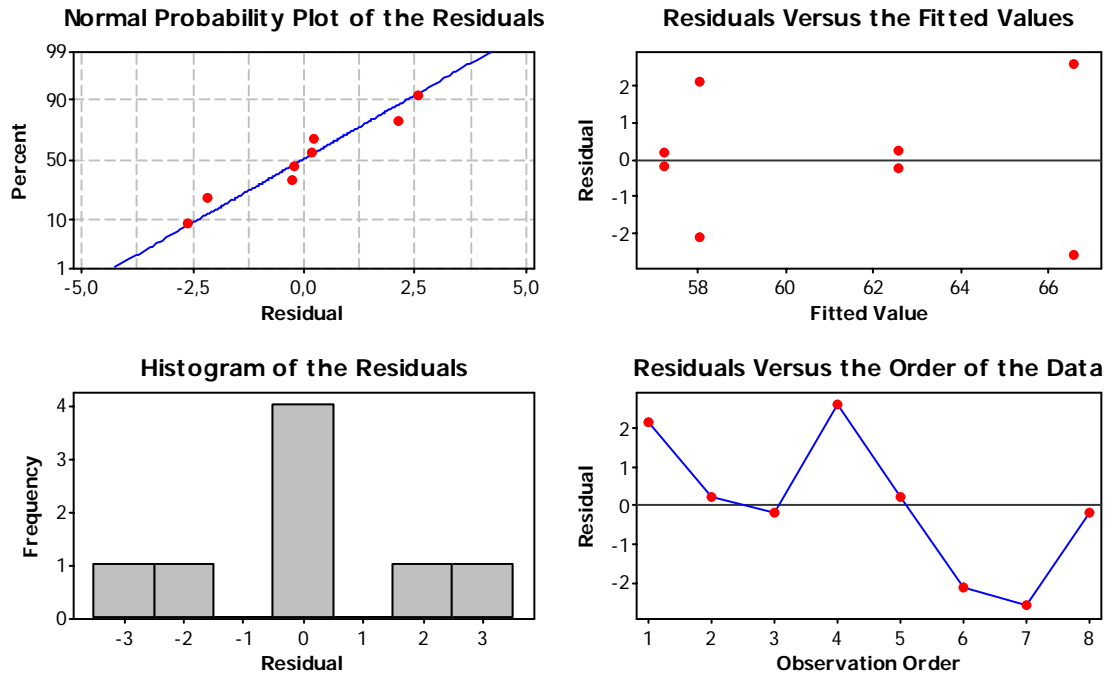 Normal Probability Plot of the Residuals
99
90
50
10
1
Percent
-5,0 -2,5 0,0 2,5 5,0
Residual
Residuals Versus the Fitted Values
2
1
0
-1
-2
Residual
58 60 62 64 66
Fitted Value
Histogram of the Residuals
4
3
2
1
0
Frequency
-3 -2 -1 0 1 2 3
Residual
Residuals Versus the Order of the Data
2
1
0
-1
-2
Residual
1 2 3 4 5 6 7 8
Observation Order